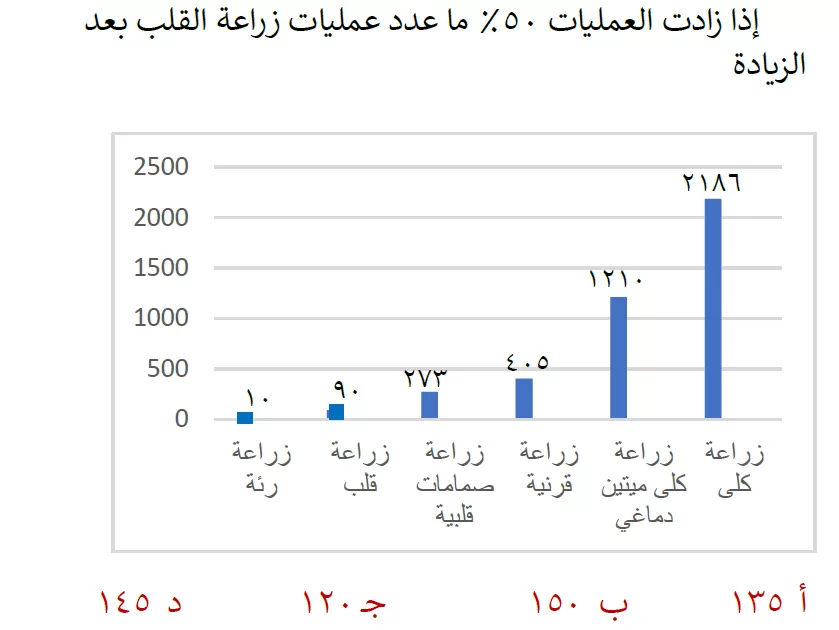 إذا زادت العمليات ٥٠٪ ما عدد عمليات زراعة القلب بعد
الزيادة
2500
2000
1500
1000
500
0
٢١٨٦
١٢١٠
٤٠٥
٢٧٣
٩٠
١٠
زراعة كلى
زراعة كلى ميتين دماغي
زراعة قرنية
زراعة صمامات قلبية
زراعة قلب
زراعة رئة
أ ١٣٥ ب ١٥٠ جـ ١٢٠ د ١٤٥